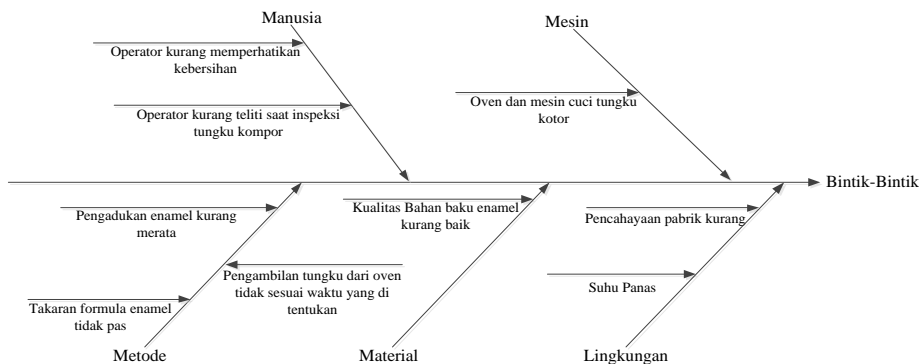 Manusia
Mesin
Operator kurang memperhatikan
kebersihan
Operator kurang teliti saat inspeksi
tungku kompor
Oven dan mesin cuci tungku
kotor
Bintik-Bintik
Pengadukan enamel kurang
merata
Kualitas Bahan baku enamel
kurang baik
Pencahayaan pabrik kurang
Pengambilan tungku dari oven
tidak sesuai waktu yang di
tentukan
Suhu Panas
Takaran formula enamel
tidak pas
Metode
Material
Lingkungan